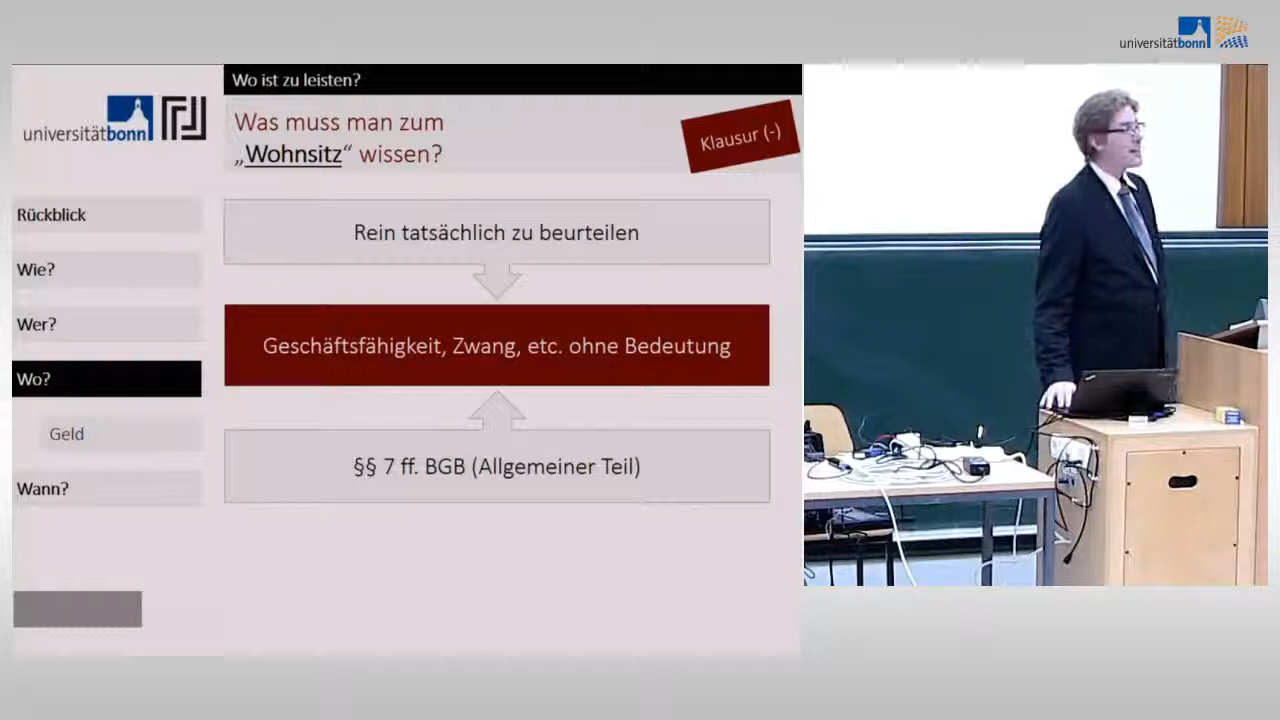 universitätbonn
Wo ist zu leisten?
universitätbonn
Was muss man zum
„Wohnsitz“ wissen?
Klausur (-)
Rückblick
Wie?
Wer?
Wo?
Geld
Wann?
Rein tatsächlich zu beurteilen
Geschäftsfähigkeit, Zwang, etc. ohne Bedeutung
§§ 7 ff. BGB (Allgemeiner Teil)